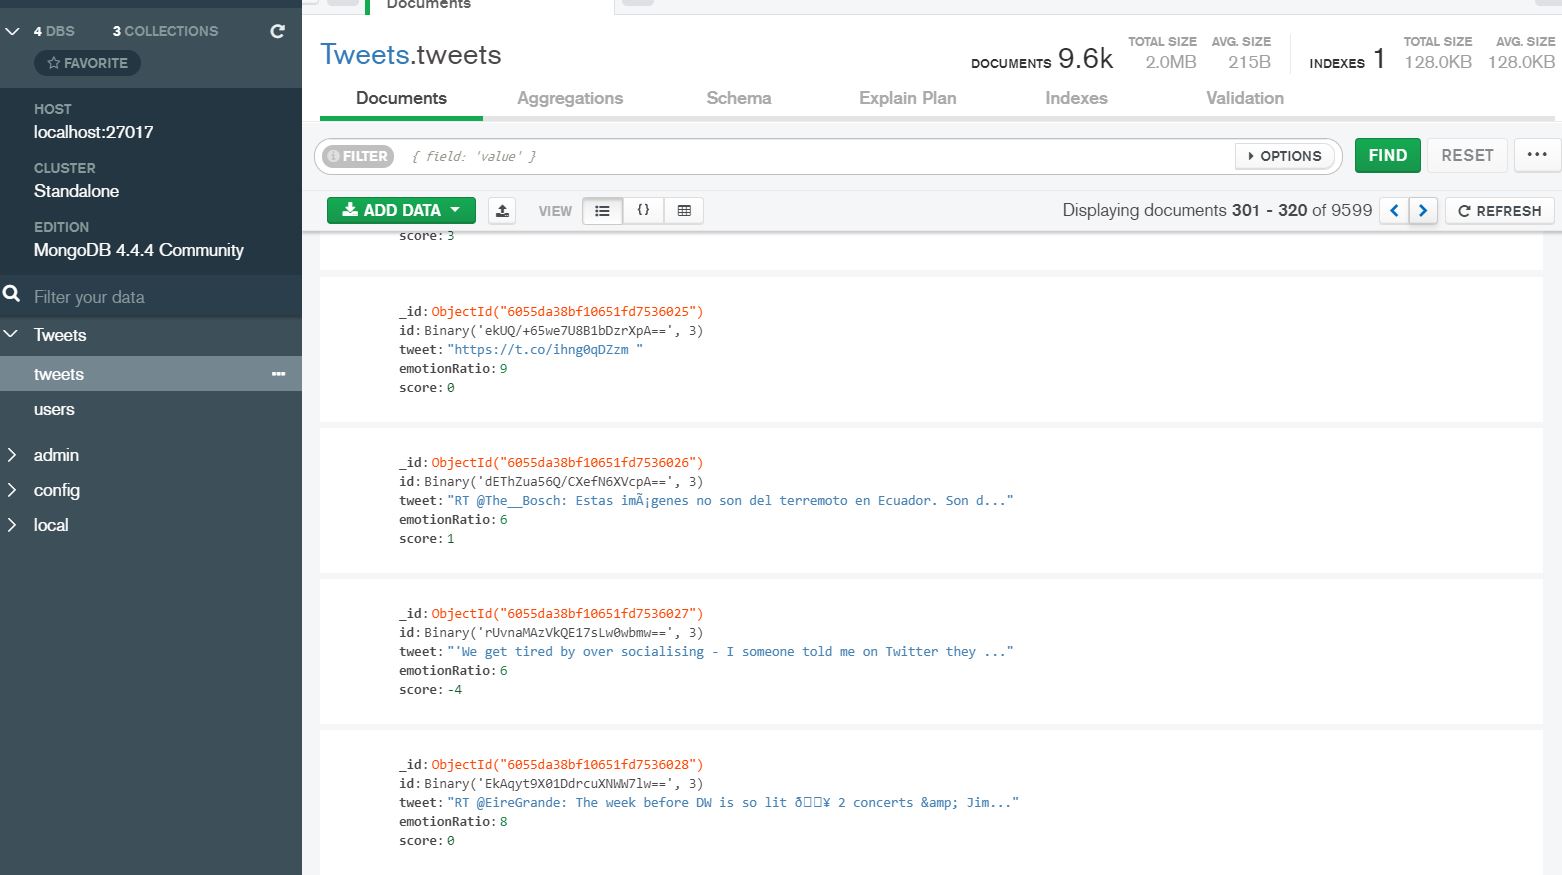 Documents
4 DBS 3 COLLECTIONS
FAVORITE
HOST
localhost:27017
CLUSTER
Standalone
EDITION
MongoDB 4.4.4 Community
Filter your data
Tweets
tweets
users
admin
config
local
Tweets.tweets
DOCUMENTS 9.6k TOTAL SIZE 2.0MB AVG. SIZE 215B INDEXES 1 TOTAL SIZE 128.0KB AVG. SIZE 128.0KB
Documents Aggregations Schema Explain Plan Indexes Validation
FILTER { field: 'value' } OPTIONS FIND RESET ...
ADD DATA VIEW {} Displaying documents 301 - 320 of 9599 < > REFRESH
score: 3
_id: ObjectId("6055da38bf10651fd7536025")
id: Binary('ekUQ/+65we7U8B1bDzrXpA==', 3)
tweet: "https://t.co/ihng0qDZzm "
emotionRatio: 9
score: 0
_id: ObjectId("6055da38bf10651fd7536026")
id: Binary('dEThZua56Q/CXefN6XVcpA==', 3)
tweet: "RT @The__Bosch: Estas imÃ¡genes no son del terremoto en Ecuador. Son d..."
emotionRatio: 6
score: 1
_id: ObjectId("6055da38bf10651fd7536027")
id: Binary('rUvnaMAzVkQE17sLw0wbmw==', 3)
tweet: "'We get tired by over socialising - I someone told me on Twitter they ..."
emotionRatio: 6
score: -4
_id: ObjectId("6055da38bf10651fd7536028")
id: Binary('EkAqyt9X01DdrcuXNWW7lw==', 3)
tweet: "RT @EireGrande: The week before DW is so lit ð□□¥ 2 concerts &amp; Jim..."
emotionRatio: 8
score: 0